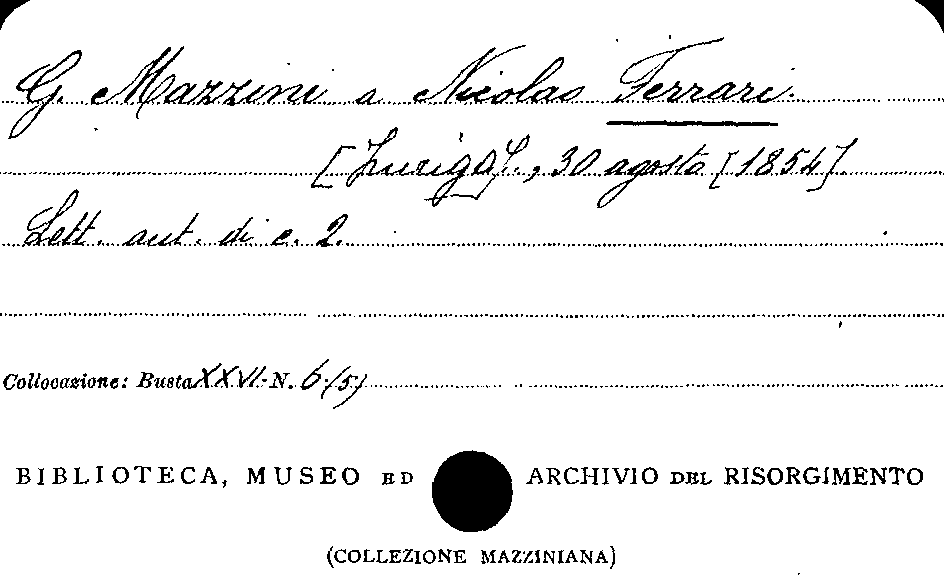 G. Mazzini a Nicolao Ferrari.
[Zurigo]., 30 agosto [1854].
Lett. aut. di c. 2.
Collocazione: Busta XXVI- N. 6 (5)
BIBLIOTECA, MUSEO ED ARCHIVIO DEL RISORGIMENTO
(COLLEZIONE MAZZINIANA)